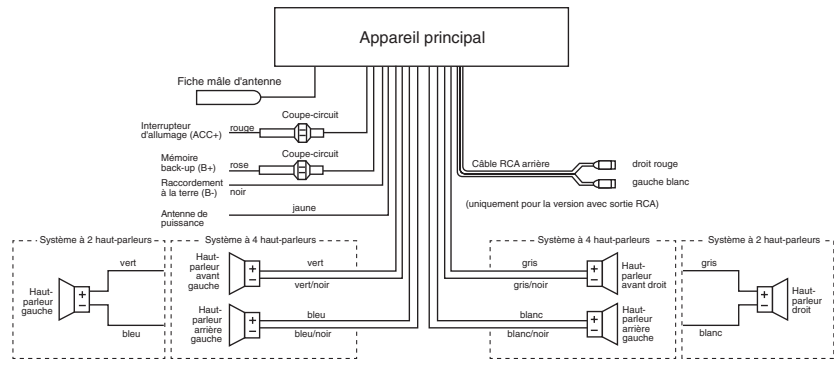 Appareil principal
Fiche mâle d'antenne
Coupe-circuit
Interrupteur
d'allumage (ACC+)
rouge
Coupe-circuit
Mémoire
back-up (B+)
rose
Raccordement
à la terre (B-)
noir
Antenne de
puissance
jaune
Câble RCA arrière
droit rouge
gauche blanc
(uniquement pour la version avec sortie RCA)
Système à 2 haut-parleurs
vert
Haut-
parleur
gauche
+
−
bleu
Système à 4 haut-parleurs
Haut-
parleur
avant
gauche
+
−
vert
vert/noir
Haut-
parleur
arrière
gauche
+
−
bleu
bleu/noir
Système à 4 haut-parleurs
gris
gris/noir
+
−
Haut-
parleur
avant droit
blanc
blanc/noir
+
−
Haut-
parleur
arrière
gauche
Système à 2 haut-parleurs
gris
+
−
Haut-
parleur
droit
blanc